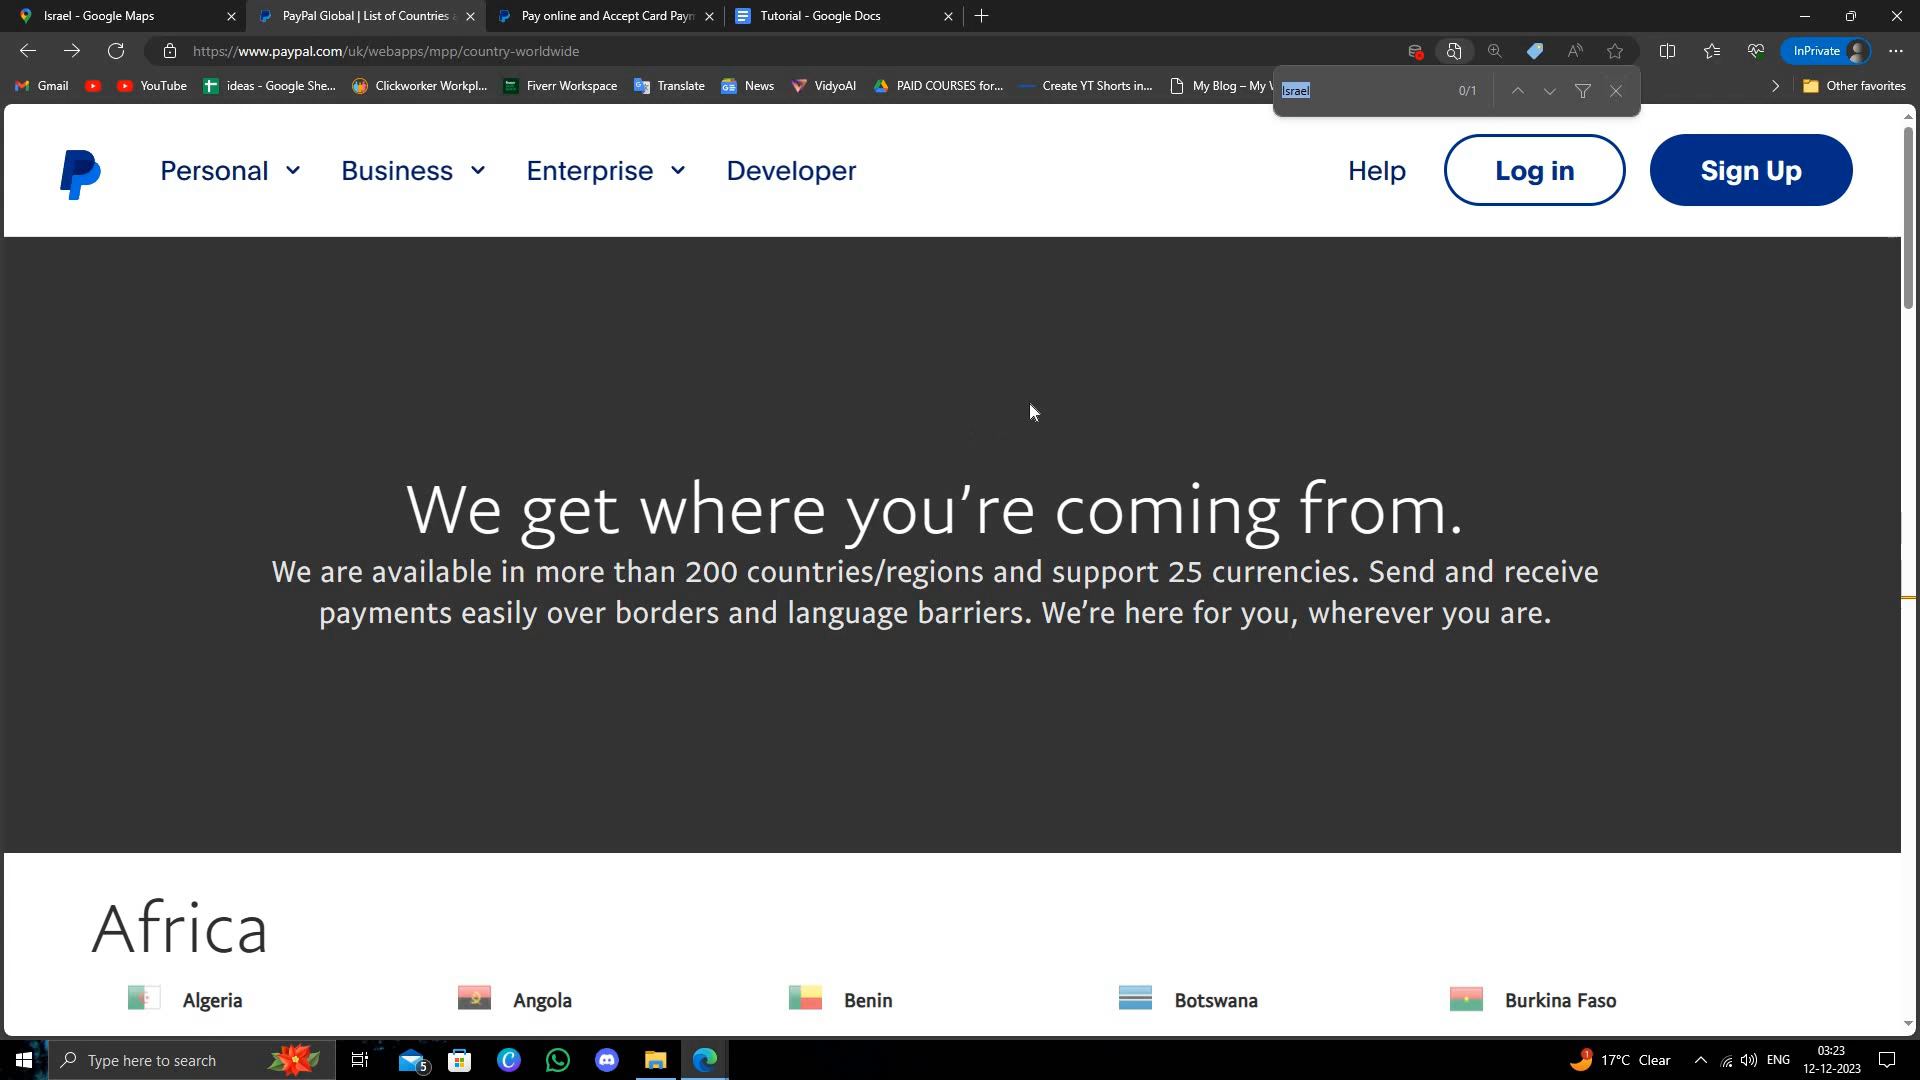 Israel - Google Maps
PayPal Global | List of Countries a
Pay online and Accept Card Paym
Tutorial - Google Docs
https://www.paypal.com/uk/webapps/mpp/country-worldwide
InPrivate
Gmail
YouTube
ideas - Google She...
Clickworker Workpl...
Fiverr Workspace
Translate
News
VidyoAI
PAID COURSES for...
Create YT Shorts in...
My Blog – My W
Other favorites
Israel
0/1
Personal
Business
Enterprise
Developer
Help
Log in
Sign Up
We get where you’re coming from.
We are available in more than 200 countries/regions and support 25 currencies. Send and receive
payments easily over borders and language barriers. We’re here for you, wherever you are.
Africa
Algeria
Angola
Benin
Botswana
Burkina Faso
Type here to search
5
1
17°C Clear
ENG
03:23
12-12-2023